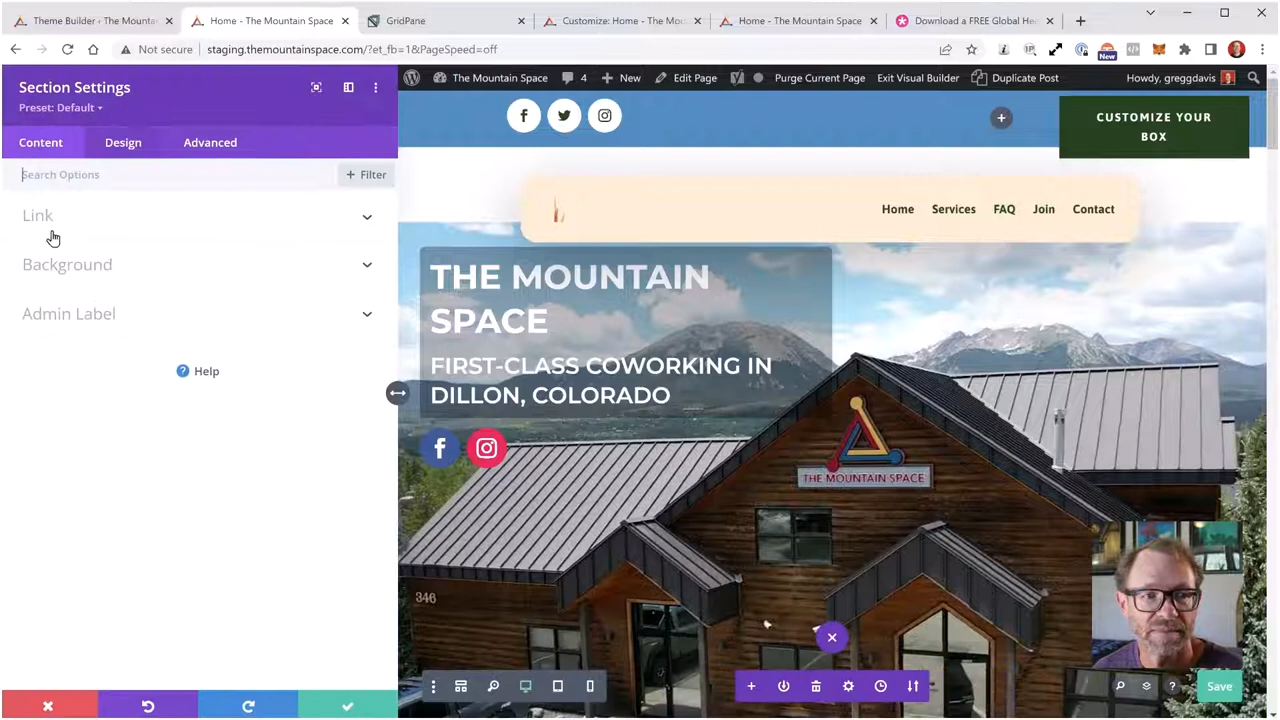 Theme Builder ‹ The Mountain
Home - The Mountain Space
GridPane
Customize: Home - The Mou
Home - The Mountain Space
Download a FREE Global He
Not secure
staging.themountainspace.com/?et_fb=1&PageSpeed=off
New
Section Settings
Preset: Default
Content
Design
Advanced
Search Options
+ Filter
Link
Background
Admin Label
Help
The Mountain Space
4
+ New
Edit Page
Purge Current Page
Exit Visual Builder
Duplicate Post
Howdy, greggdavis
CUSTOMIZE YOUR
BOX
Home
Services
FAQ
Join
Contact
THE MOUNTAIN
SPACE
FIRST-CLASS COWORKING IN
DILLON, COLORADO
THE MOUNTAIN SPACE
346
Save